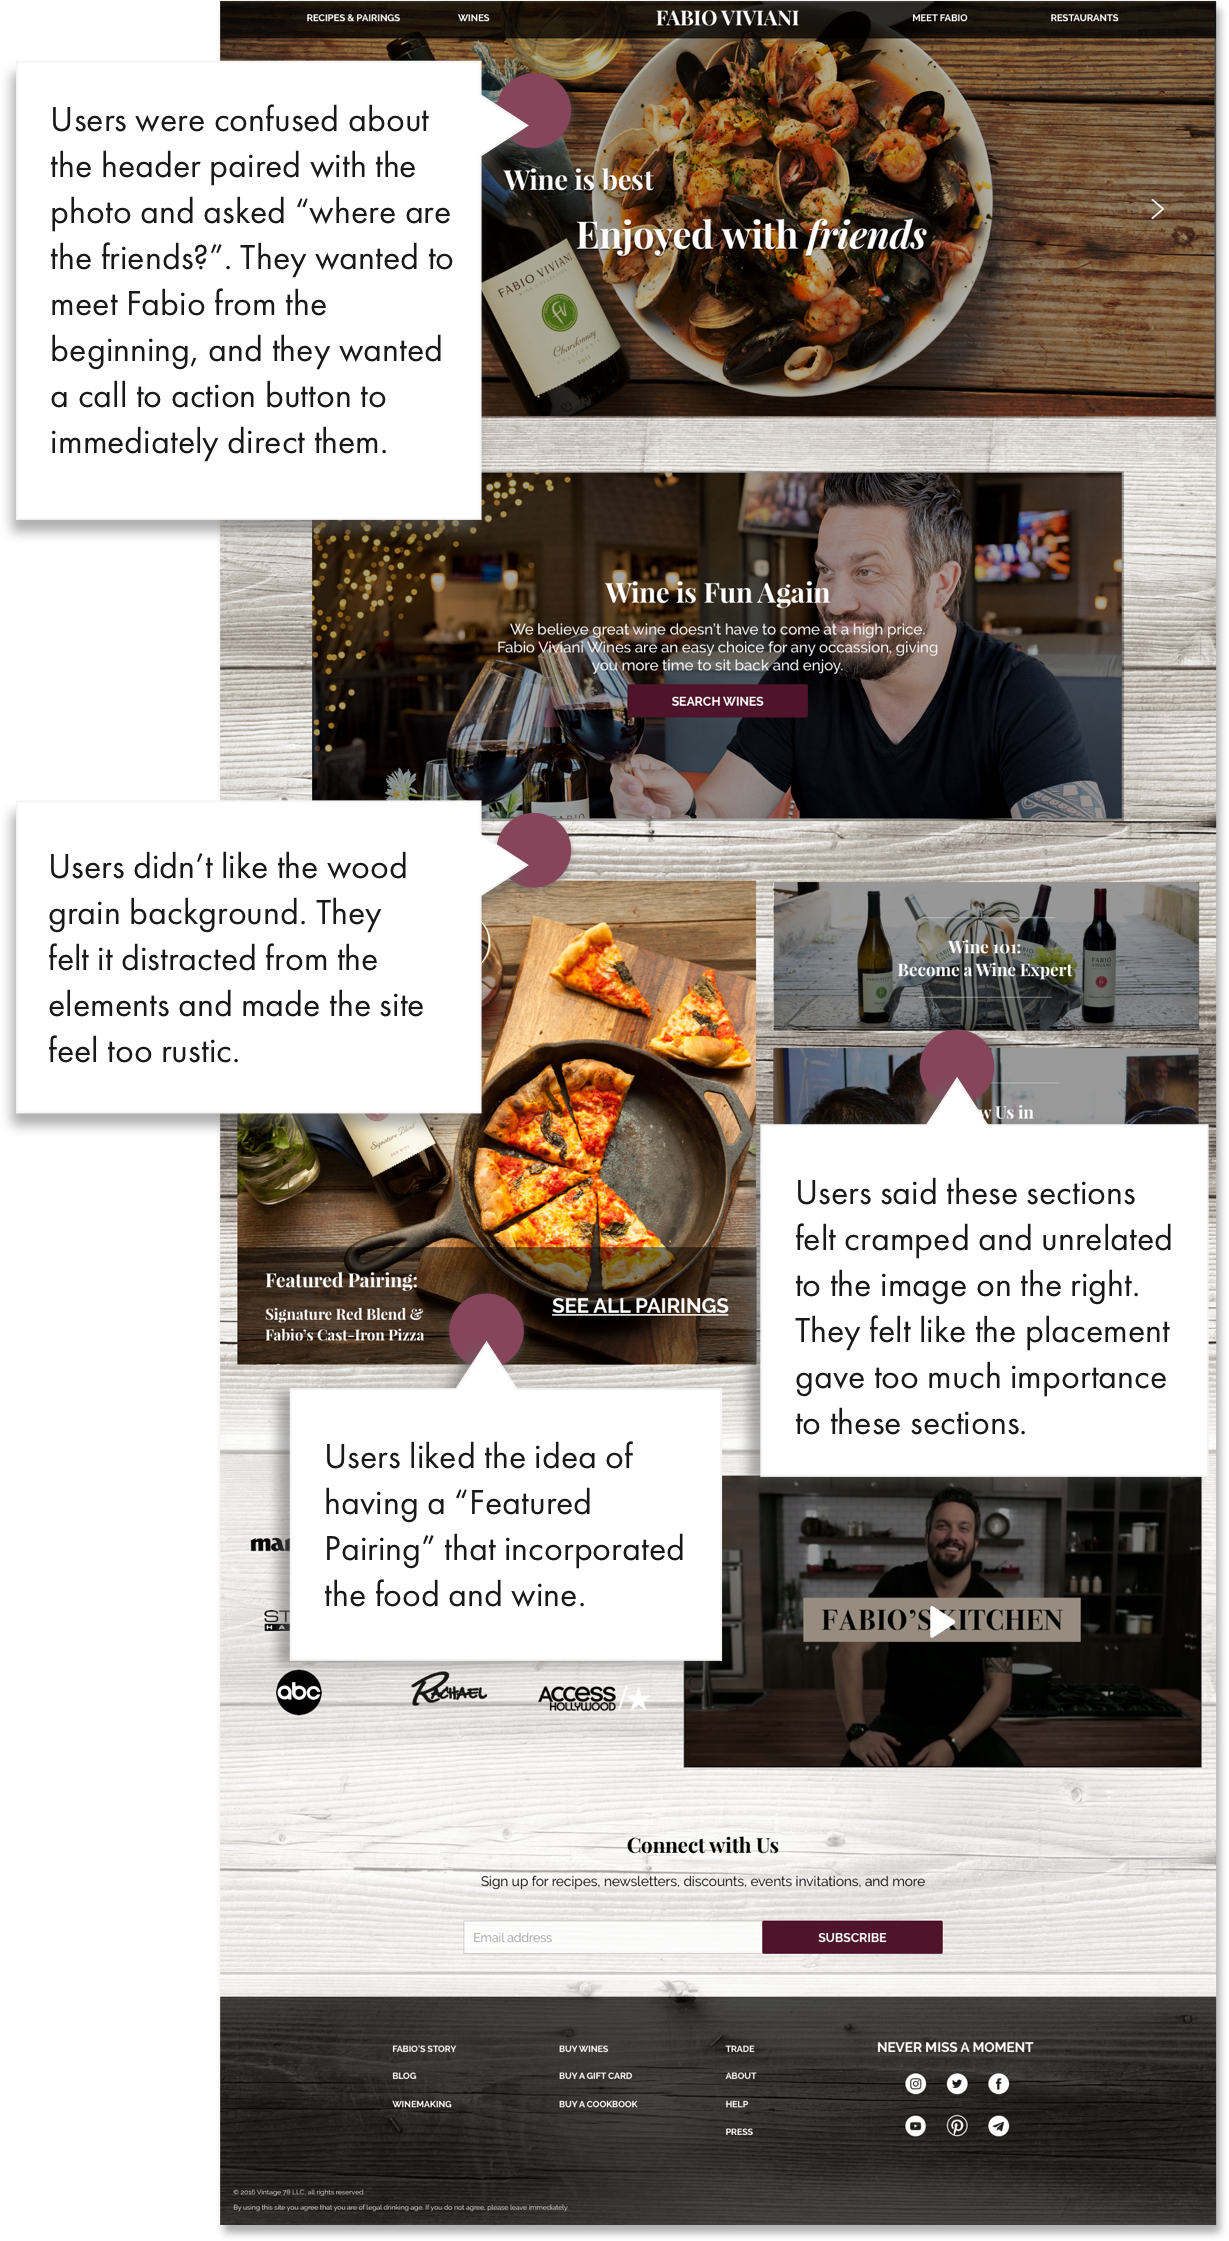 RECIPES & PAIRINGS
WINES
FABIO VIVIANI
MEET FABIO
RESTAURANTS
Users were confused about
the header paired with the
photo and asked “where are
the friends?”. They wanted to
meet Fabio from the
beginning, and they wanted
a call to action button to
immediately direct them.
Wine is best
Enjoyed with friends
FABIO VIVIANI
Chardonnay
Wine is Fun Again
We believe great wine doesn't have to come at a high price.
Fabio Viviani Wines are an easy choice for any occassion, giving
you more time to sit back and enjoy.
SEARCH WINES
Users didn’t like the wood
grain background. They
felt it distracted from the
elements and made the site
feel too rustic.
Wine 101:
Become a Wine Expert
Us in
Users said these sections
felt cramped and unrelated
to the image on the right.
They felt like the placement
gave too much importance
to these sections.
Signature Blend
Featured Pairing:
Signature Red Blend &
Fabio's Cast-Iron Pizza
SEE ALL PAIRINGS
Users liked the idea of
having a “Featured
Pairing” that incorporated
the food and wine.
FABIO'S KITCHEN
abc
RACHAEL
ACCESS
HOLLYWOOD
Connect with Us
Sign up for recipes, newsletters, discounts, events invitations, and more
Email address
SUBSCRIBE
FABIO'S STORY
BLOG
WINEMAKING
BUY WINES
BUY A GIFT CARD
BUY A COOKBOOK
TRADE
ABOUT
HELP
PRESS
NEVER MISS A MOMENT
© 2016 Vintage 78 LLC, all rights reserved
By using this site you agree that you are of legal drinking age. If you do not agree, please leave immediately.